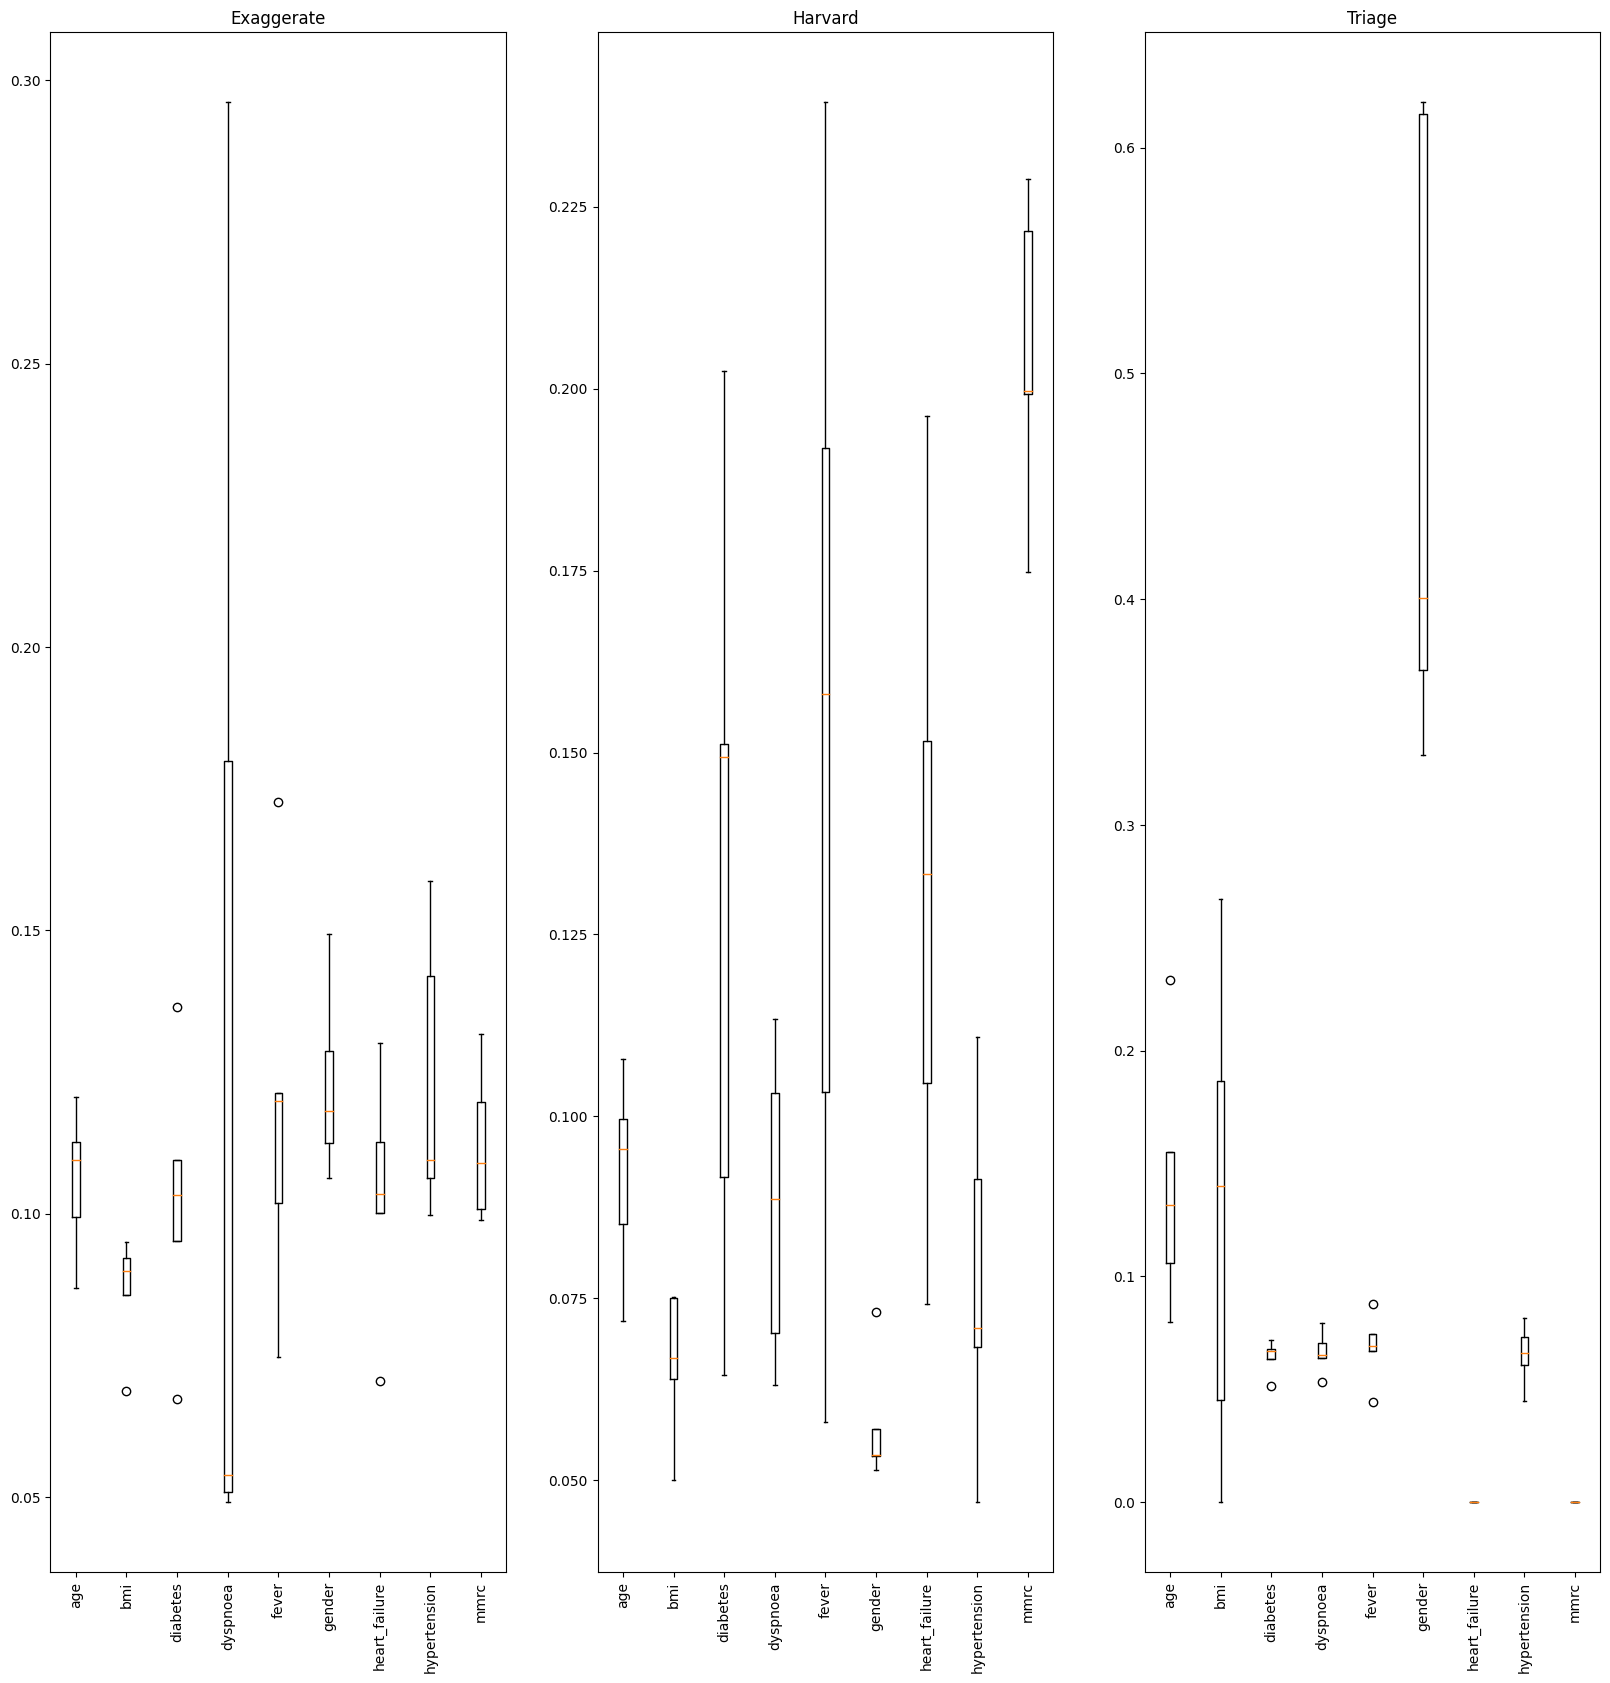 Exaggerate
0.30
0.25
0.20
0.15
0.10
0.05
age
bmi
diabetes
dyspnoea
fever
gender
heart_failure
hypertension
mmrc
Harvard
0.225
0.200
0.175
0.150
0.125
0.100
0.075
0.050
age
bmi
diabetes
dyspnoea
fever
gender
heart_failure
hypertension
mmrc
Triage
0.6
0.5
0.4
0.3
0.2
0.1
0.0
age
bmi
diabetes
dyspnoea
fever
gender
heart_failure
hypertension
mmrc